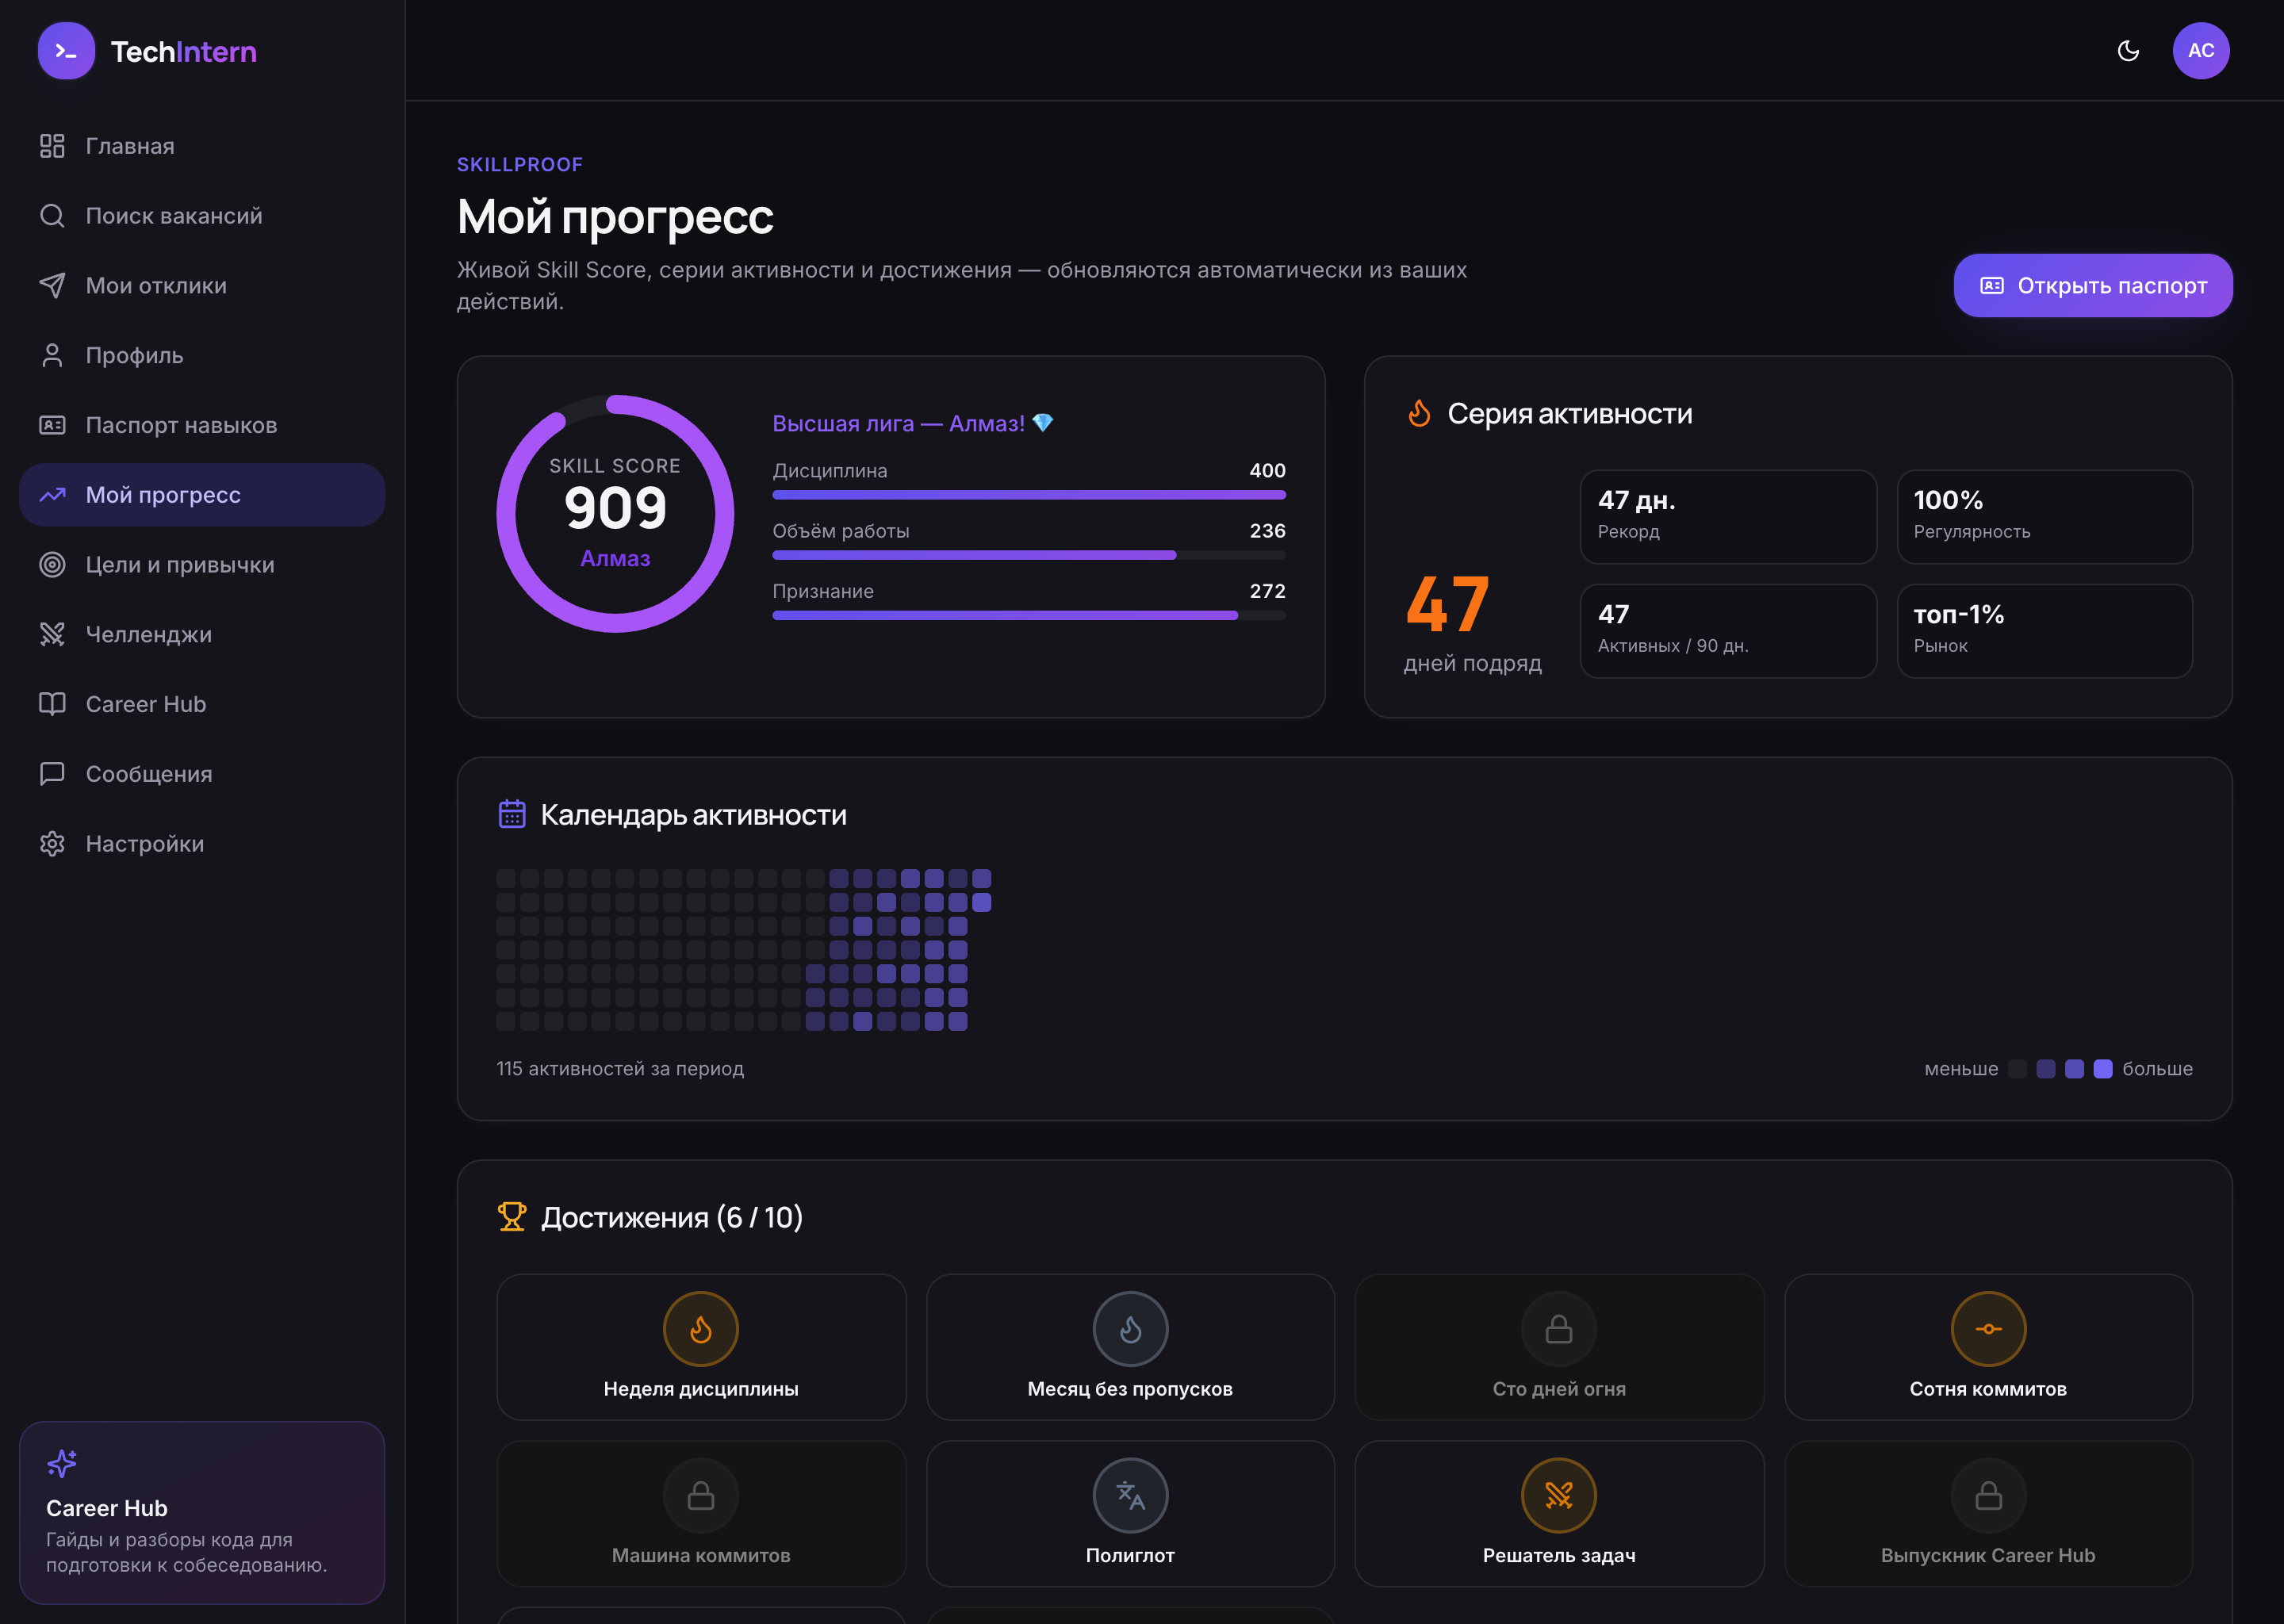 TechIntern
AC
Главная
Поиск вакансий
Мои отклики
Профиль
Паспорт навыков
Мой прогресс
Цели и привычки
Челленджи
Career Hub
Сообщения
Настройки
Career Hub
Гайды и разборы кода для
подготовки к собеседованию.
SKILLPROOF
Мой прогресс
Живой Skill Score, серии активности и достижения — обновляются автоматически из ваших
действий.
Открыть паспорт
SKILL SCORE
909
Алмаз
Высшая лига — Алмаз! 💎
Дисциплина 400
Объём работы 236
Признание 272
Серия активности
47
дней подряд
47 дн.
Рекорд
100%
Регулярность
47
Активных / 90 дн.
топ-1%
Рынок
Календарь активности
115 активностей за период
меньше больше
Достижения (6 / 10)
Неделя дисциплины
Месяц без пропусков
Сто дней огня
Сотня коммитов
Машина коммитов
Полиглот
Решатель задач
Выпускник Career Hub